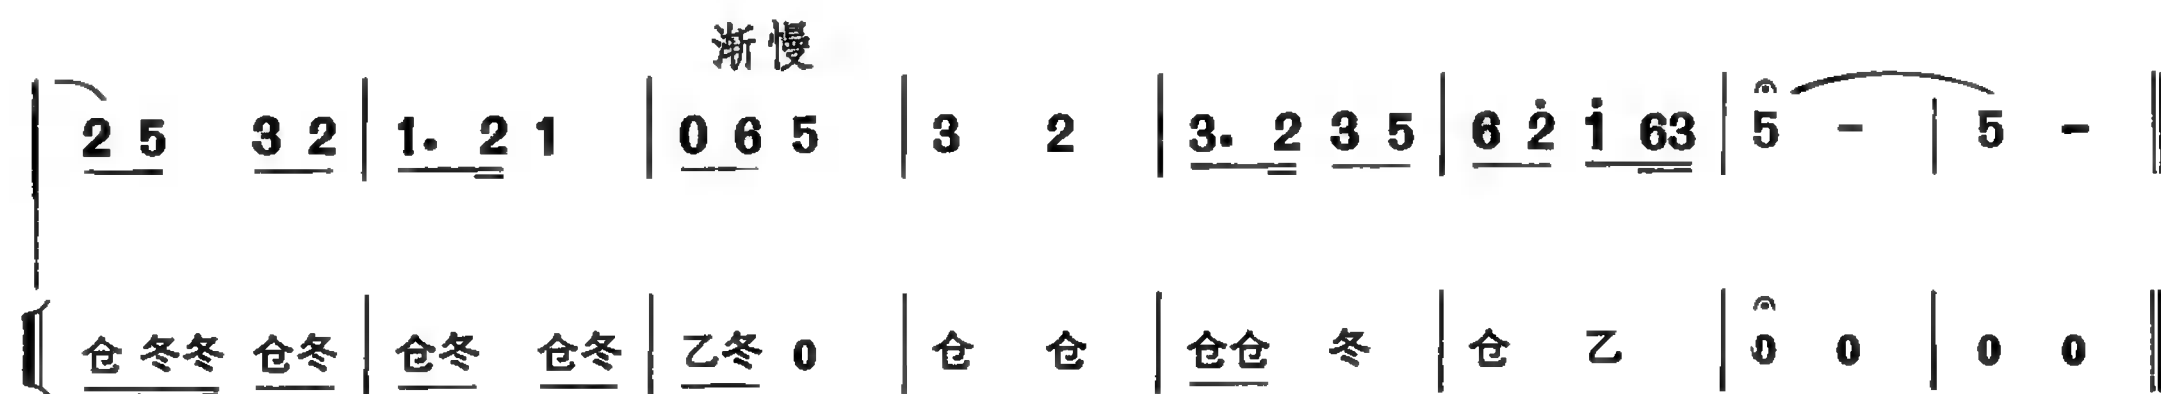 渐慢
2 5 3 2 | 1. 2 1 | 0 6 5 | 3 2 | 3. 2 3 5 | 6 2̇ 1̇ 63 | 5 - | 5 - ‖
仓 冬冬 仓冬 | 仓冬 仓冬 | 乙冬 0 | 仓 仓 | 仓仓 冬 | 仓 乙 | 0 0 | 0 0 ‖